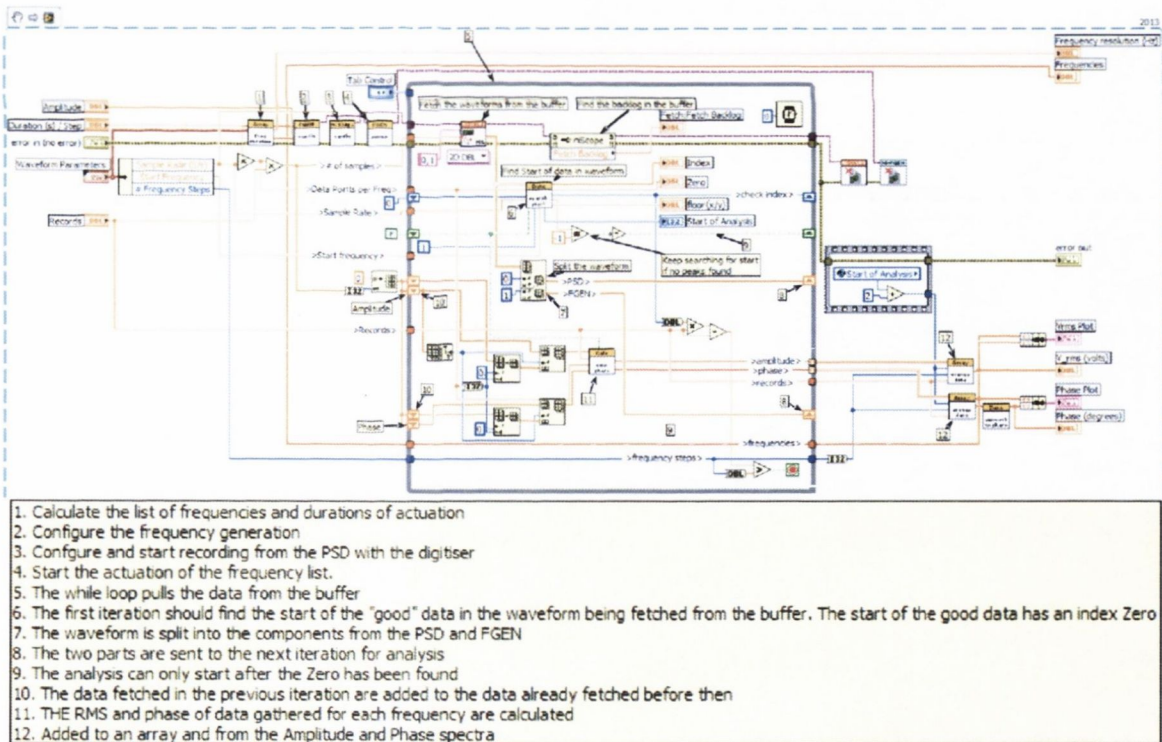 2013
Frequency resolution (Hz)
Frequencies
Tab Control
Amplitude
Duration (s) / Step
error in (no error)
Waveform Parameters
Start Frequency
# Frequency Steps
Records
># of samples>
>Data Points per Freq>
>Sample Rate>
>Start frequency>
Amplitude
>Records>
Phase
>frequency steps>
Fetch the waveforms from the buffer
Find the backlog in the buffer
niScope
Fetch Backlog
Fetch Fetch Backlog
2D DBL
Find Start of data in waveform
Index
Zero
floor(x/y)
Start of Analysis
>check index>
Keep searching for start
if no peaks found
Split the waveform
>PSD>
>FGEN>
>amplitude>
>phase>
>records>
>frequencies>
error out
Start of Analysis
Vrms Plot
V_rms (volts)
Phase Plot
Phase (degrees)
1. Calculate the list of frequencies and durations of actuation
2. Configure the frequency generation
3. Confgure and start recording from the PSD with the digitiser
4. Start the actuation of the frequency list.
5. The while loop pulls the data from the buffer
6. The first iteration should find the start of the "good" data in the waveform being fetched from the buffer. The start of the good data has an index Zero
7. The waveform is split into the components from the PSD and FGEN
8. The two parts are sent to the next iteration for analysis
9. The analysis can only start after the Zero has been found
10. The data fetched in the previous iteration are added to the data already fetched before then
11. THE RMS and phase of data gathered for each frequency are calculated
12. Added to an array and from the Amplitude and Phase spectra